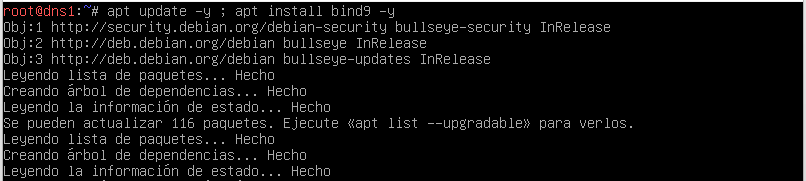 root@dns1:~# apt update -y ; apt install bind9 -y
Obj:1 http://security.debian.org/debian-security bullseye-security InRelease
Obj:2 http://deb.debian.org/debian bullseye InRelease
Obj:3 http://deb.debian.org/debian bullseye-updates InRelease
Leyendo lista de paquetes... Hecho
Creando árbol de dependencias... Hecho
Leyendo la información de estado... Hecho
Se pueden actualizar 116 paquetes. Ejecute «apt list --upgradable» para verlos.
Leyendo lista de paquetes... Hecho
Creando árbol de dependencias... Hecho
Leyendo la información de estado... Hecho